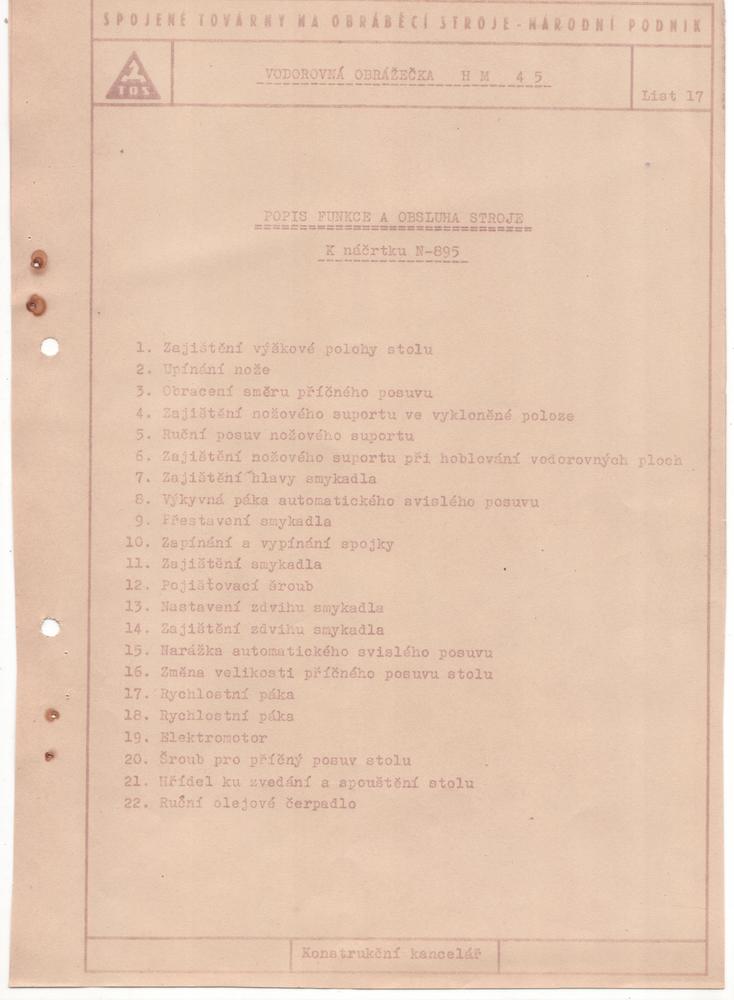 SPOJENÉ TOVÁRNY NA OBRÁBĚCÍ STROJE - NÁRODNÍ PODNIK
TOS
VODOROVNÁ OBRÁŽEČKA H M 4 5
List 17
POPIS FUNKCE A OBSLUHA STROJE
K náčrtku N-895
1. Zajištění výškové polohy stolu
2. Upínání nože
3. Obracení směru příčného posuvu
4. Zajištění nožového suportu ve vykloněné poloze
5. Ruční posuv nožového suportu
6. Zajištění nožového suportu při hoblování vodorovných ploch
7. Zajištění hlavy smykadla
8. Výkyvná páka automatického svislého posuvu
9. Přestavení smykadla
10. Zapínání a vypínání spojky
11. Zajištění smykadla
12. Pojišťovací šroub
13. Nastavení zdvihu smykadla
14. Zajištění zdvihu smykadla
15. Narážka automatického svislého posuvu
16. Změna velikosti příčného posuvu stolu
17. Rychlostní páka
18. Rychlostní páka
19. Elektromotor
20. Šroub pro příčný posuv stolu
21. Hřídel ku zvedání a spouštění stolu
22. Ruční olejové čerpadlo
Konstrukční kancelář